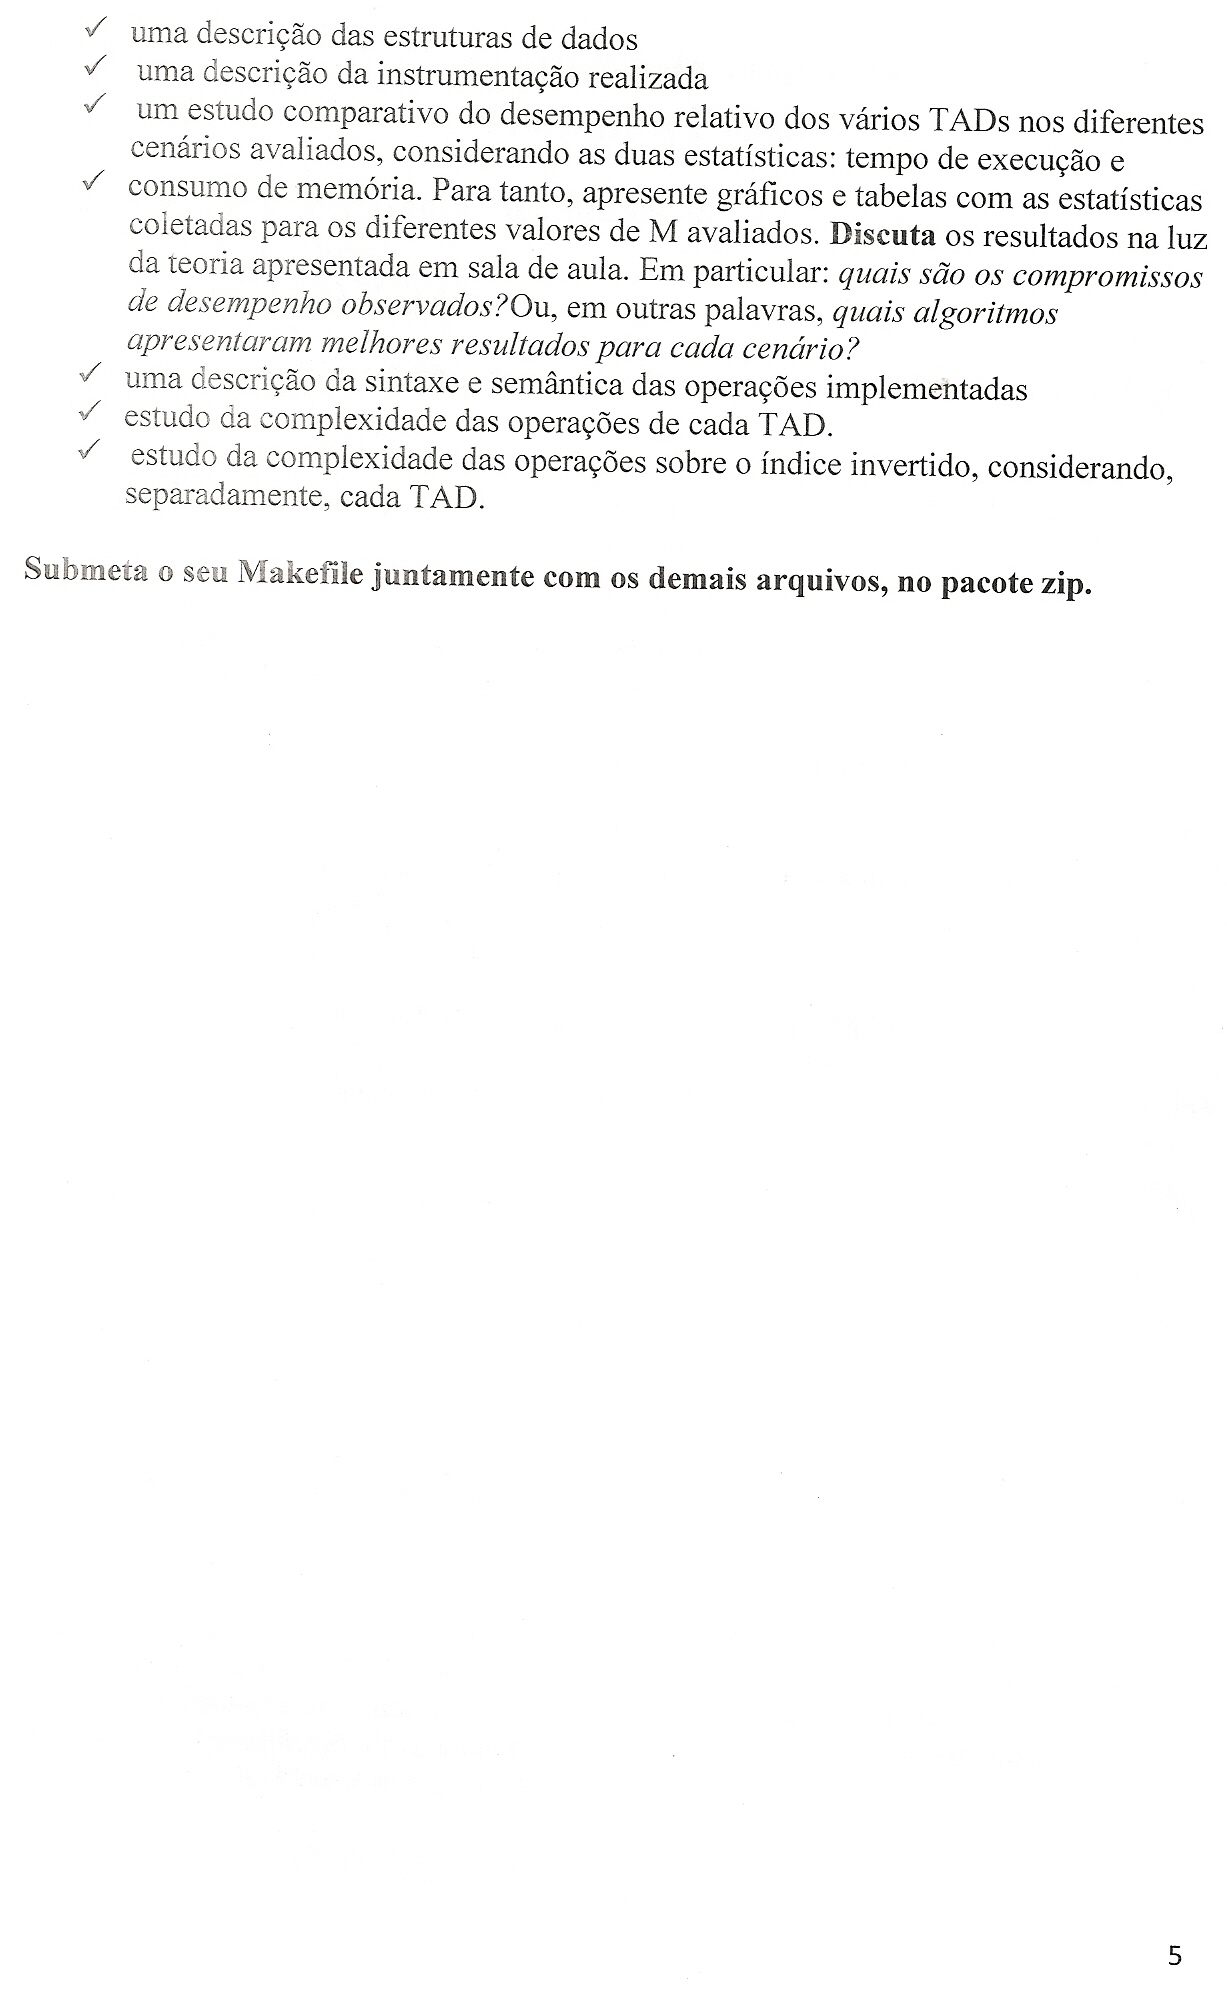 ✓ uma descrição das estruturas de dados
✓ uma descrição da instrumentação realizada
✓ um estudo comparativo do desempenho relativo dos vários TADs nos diferentes
cenários avaliados, considerando as duas estatísticas: tempo de execução e
✓ consumo de memória. Para tanto, apresente gráficos e tabelas com as estatísticas
coletadas para os diferentes valores de M avaliados. Discuta os resultados na luz
da teoria apresentada em sala de aula. Em particular: quais são os compromissos
de desempenho observados?Ou, em outras palavras, quais algoritmos
apresentaram melhores resultados para cada cenário?
✓ uma descrição da sintaxe e semântica das operações implementadas
✓ estudo da complexidade das operações de cada TAD.
✓ estudo da complexidade das operações sobre o índice invertido, considerando,
separadamente, cada TAD.
Submeta o seu Makefile juntamente com os demais arquivos, no pacote zip.
5